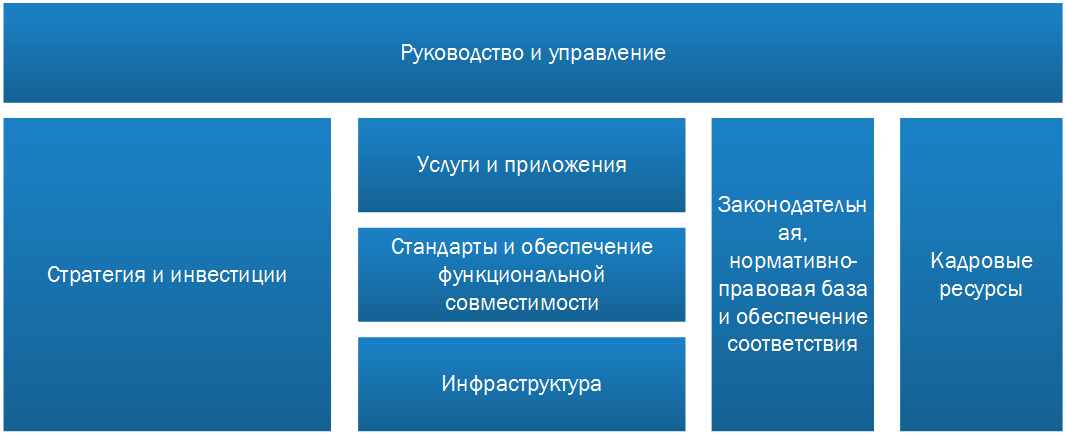 Руководство и управление
Стратегия и инвестиции
Услуги и приложения
Стандарты и обеспечение
функциональной
совместимости
Инфраструктура
Законодательн
ая,
нормативно-
правовая база
и обеспечение
соответствия
Кадровые
ресурсы